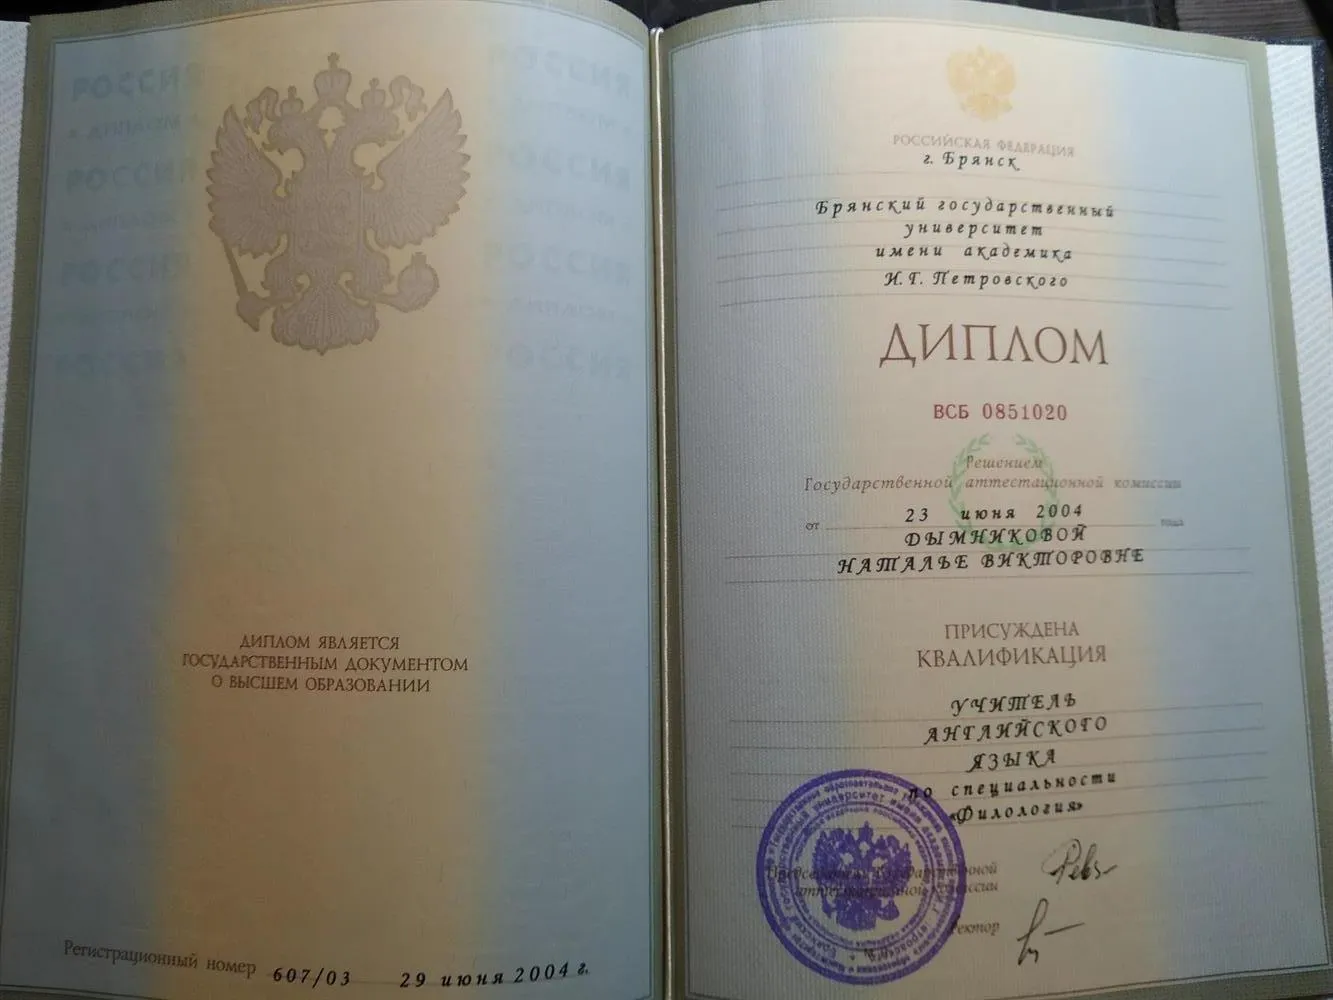 ДИПЛОМ ЯВЛЯЕТСЯ
ГОСУДАРСТВЕННЫМ ДОКУМЕНТОМ
О ВЫСШЕМ ОБРАЗОВАНИИ
Регистрационный номер 607/03 29 июня 2004 г.
РОССИЙСКАЯ ФЕДЕРАЦИЯ
г. Брянск
Брянский государственный
университет
имени академика
И.Г. Петровского
ДИПЛОМ
ВСБ 0851020
Решением
Государственной аттестационной комиссии
от 23 июня 2004 года
ДЫМНИКОВОЙ
НАТАЛЬЕ ВИКТОРОВНЕ
ПРИСУЖДЕНА
КВАЛИФИКАЦИЯ
УЧИТЕЛЬ
АНГЛИЙСКОГО
ЯЗЫКА
по специальности
«Филология»
Председатель Государственной
аттестационной комиссии
Ректор